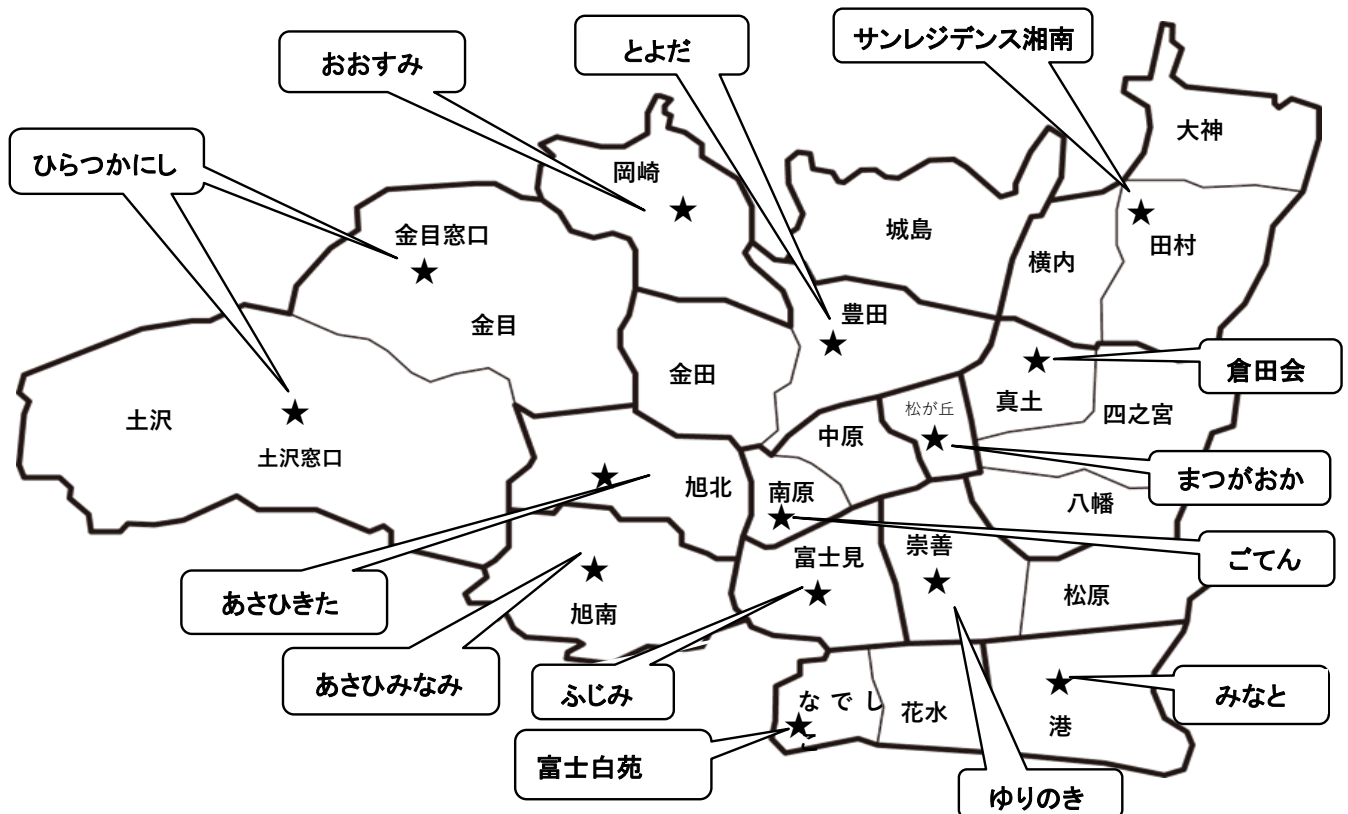 サンレジデンス湘南
とよだ
おおすみ
大神
ひらつかにし
岡崎
金目窓口
城島
横内
田村
金目
豊田
倉田会
金田
真土
松が丘
四之宮
土沢
中原
土沢窓口
まつがおか
旭北
南原
八幡
崇善
富士見
ごてん
松原
あさひきた
旭南
あさひみなみ
ふじみ
みなと
なでし
花水
港
富士白苑
ゆりのき